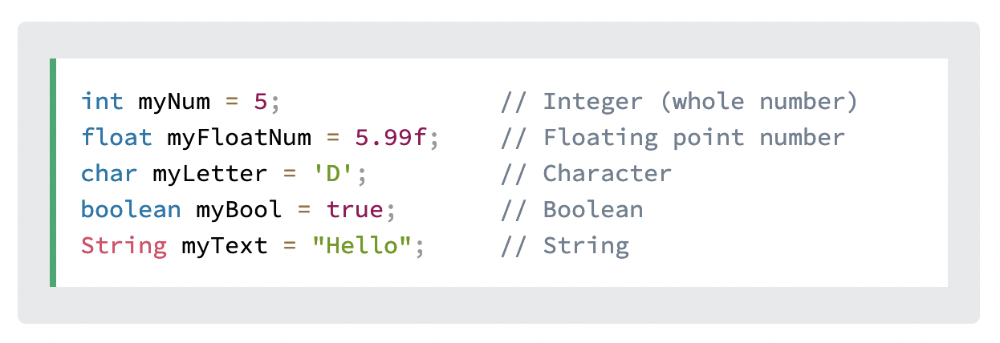 int myNum = 5;               // Integer (whole number)
float myFloatNum = 5.99f;    // Floating point number
char myLetter = 'D';         // Character
boolean myBool = true;       // Boolean
String myText = "Hello";     // String